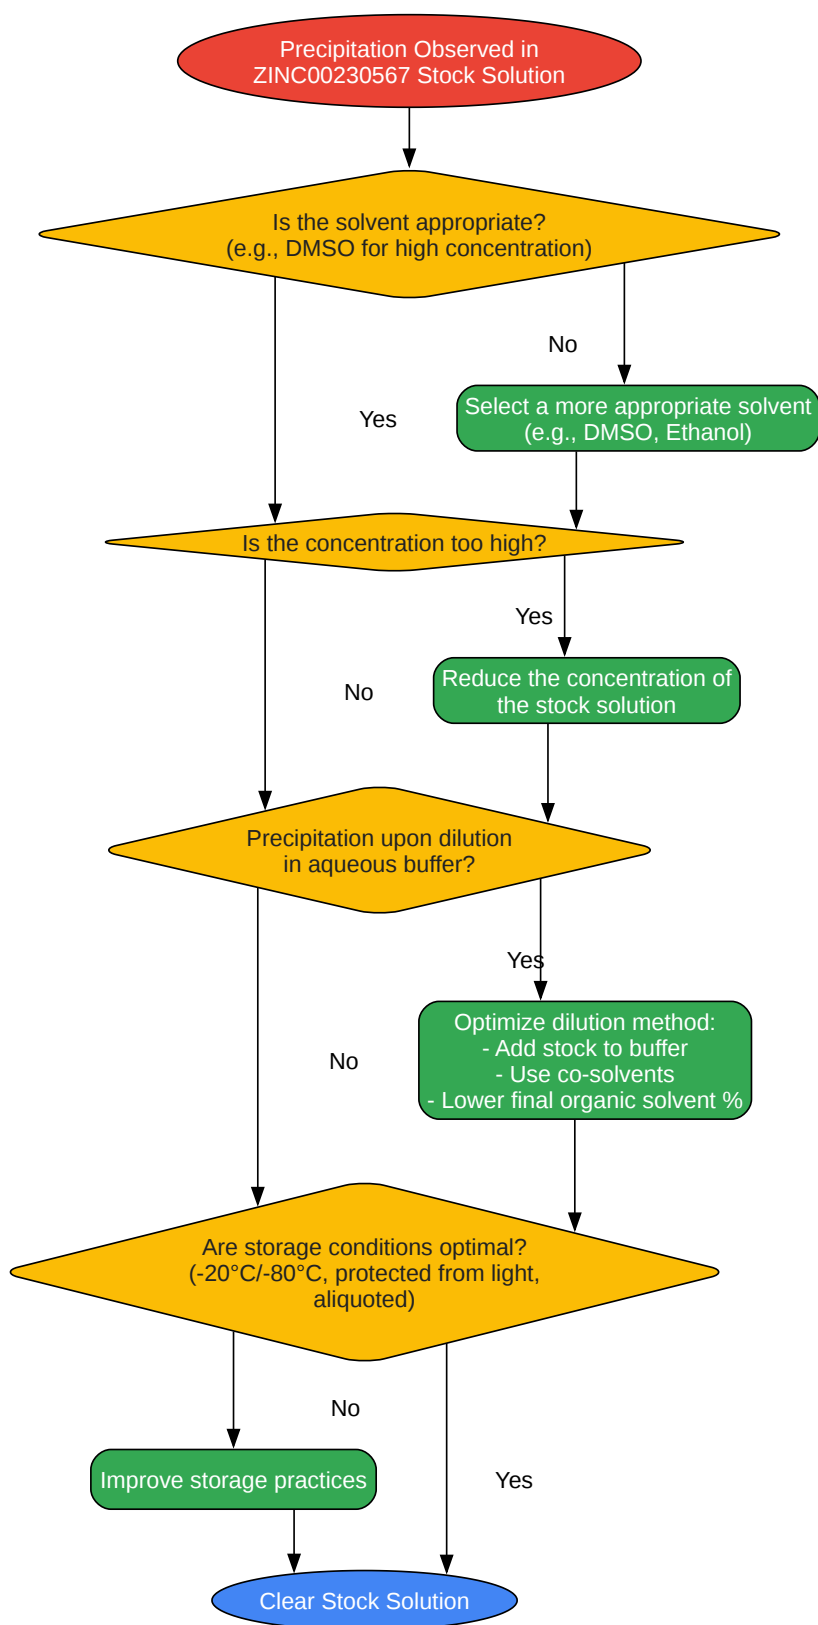 Precipitation Observed in
ZINC00230567 Stock Solution
Is the solvent appropriate?
(e.g., DMSO for high concentration)
No
Yes
Select a more appropriate solvent
(e.g., DMSO, Ethanol)
Is the concentration too high?
Yes
No
Reduce the concentration of
the stock solution
Precipitation upon dilution
in aqueous buffer?
Yes
No
Optimize dilution method:
- Add stock to buffer
- Use co-solvents
- Lower final organic solvent %
Are storage conditions optimal?
(-20°C/-80°C, protected from light,
aliquoted)
No
Yes
Improve storage practices
Clear Stock Solution